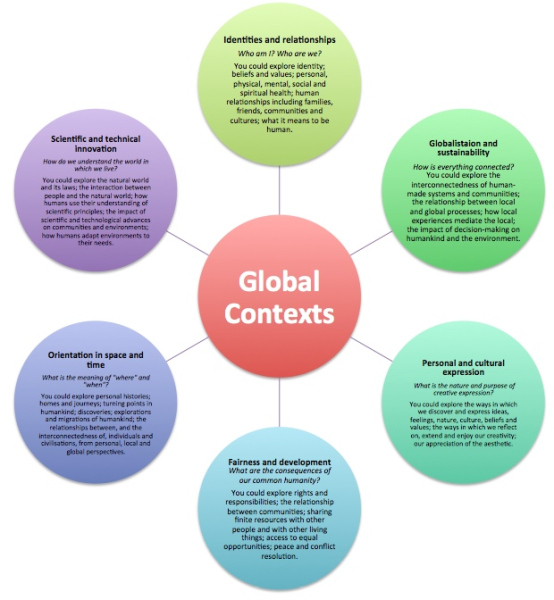 Identities and relationships
Who am I? Who are we?
You could explore identity;
beliefs and values; personal,
physical, mental, social and
spiritual health; human
relationships including families,
friends, communities and
cultures; what it means to be
human.
Globalistaion and
sustainability
How is everything connected?
You could explore the
interconnectedness of human-
made systems and communities;
the relationship between local
and global processes; how local
experiences mediate the local;
the impact of decision-making on
humankind and the environment.
Personal and cultural
expression
What is the nature and purpose of
creative expression?
You could explore the ways in which
we discover and express ideas,
feelings, nature, culture, beliefs and
values; the ways in which we reflect
on, extend and enjoy our creativity;
our appreciation of the aesthetic.
Fairness and development
What are the consequences of
our common humanity?
You could explore rights and
responsibilities; the relationship
between communities; sharing
finite resources with other
people and with other living
things; access to equal
opportunities; peace and conflict
resolution.
Orientation in space and
time
What is the meaning of "where" and
"when"?
You could explore personal histories;
homes and journeys; turning points in
humankind; discoveries; explorations
and migrations of humankind; the
relationships between, and the
interconnectedness of, individuals and
civilisations, from personal, local and
global perspectives.
Scientific and technical
innovation
How do we understand the world in
which we live?
You could explore the natural world
and its laws; the interaction between
people and the natural world; how
humans use their understanding of
scientific principles; the impact of
scientific and technological advances
on communities and environments;
how humans adapt environments to
their needs.
Global
Contexts